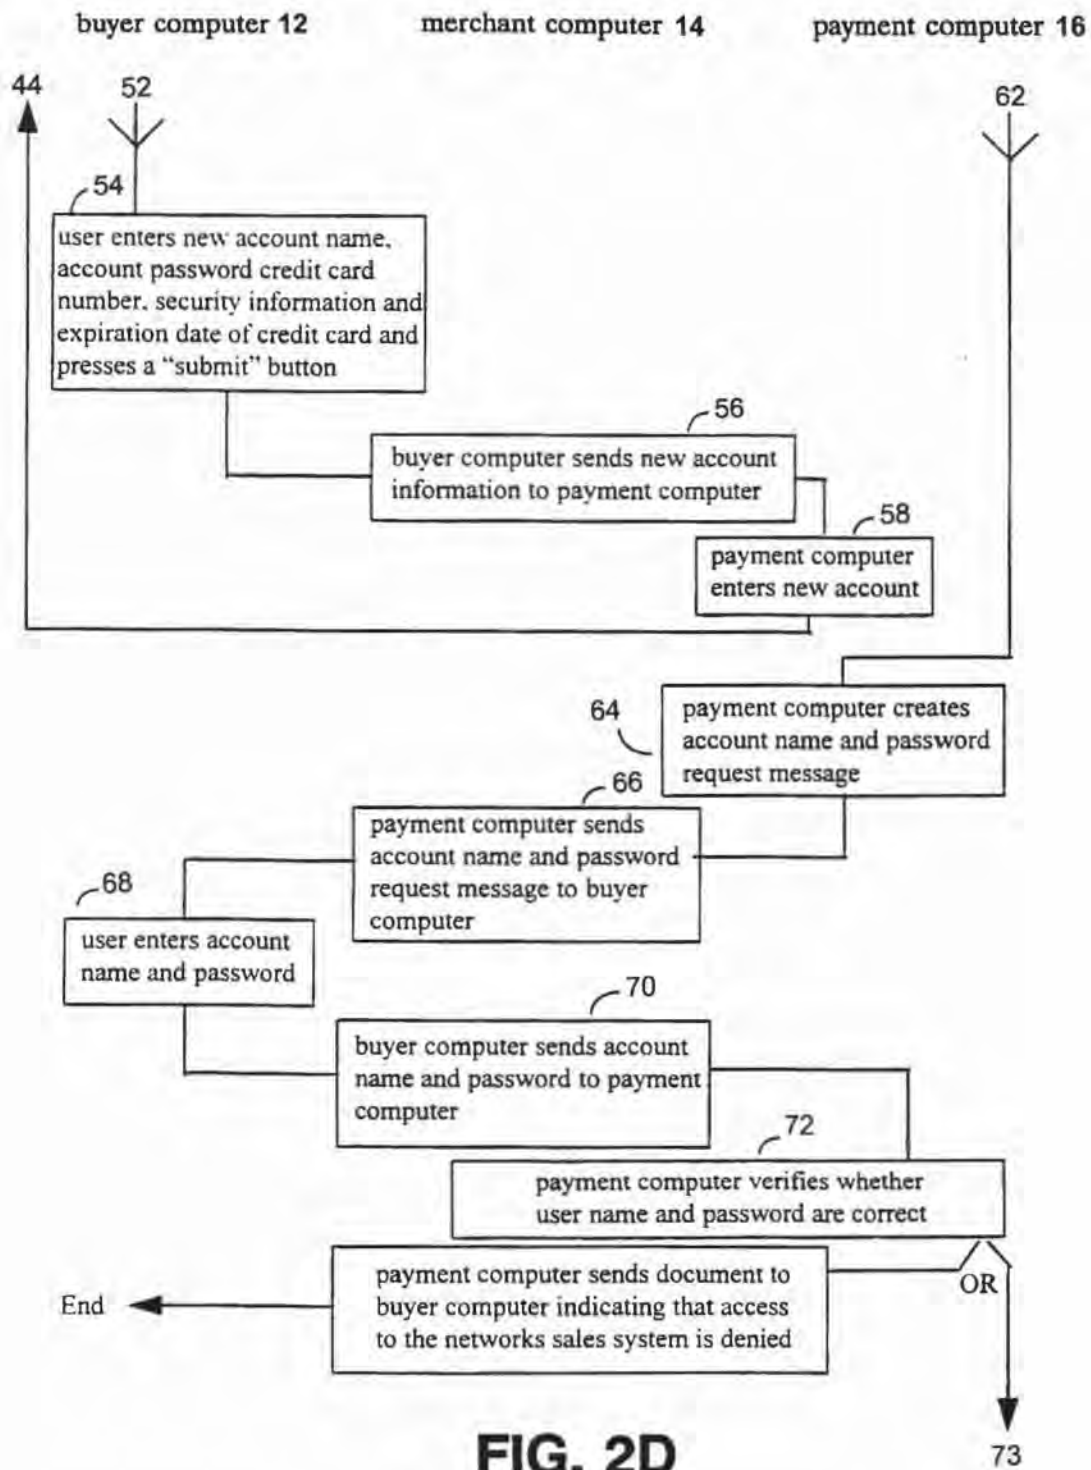 buyer computer 12 merchant computer 14 payment computer 16
44 52 62
54
user enters new account name,
account password credit card
number, security information and
expiration date of credit card and
presses a “submit” button
56
buyer computer sends new account
information to payment computer
58
payment computer
enters new account
64
payment computer creates
account name and password
request message
66
payment computer sends
account name and password
request message to buyer
computer
68
user enters account
name and password
70
buyer computer sends account
name and password to payment
computer
72
payment computer verifies whether
user name and password are correct
OR
payment computer sends document to
buyer computer indicating that access
to the networks sales system is denied
End
73
FIG. 2D